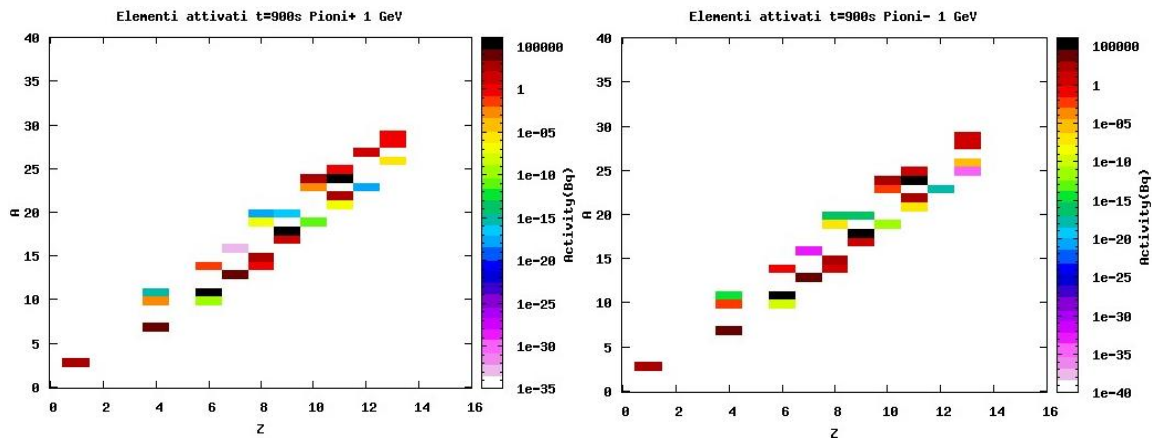 Elementi attivati t=900s Pioni+ 1 GeV
40
35
30
25
20
15
10
5
0
A
0 2 4 6 8 10 12 14 16
Z
100000
1
1e-05
1e-10
1e-15
1e-20
1e-25
1e-30
1e-35
Activity(Bq)
Elementi attivati t=900s Pioni- 1 GeV
40
35
30
25
20
15
10
5
0
A
0 2 4 6 8 10 12 14 16
Z
100000
1
1e-05
1e-10
1e-15
1e-20
1e-25
1e-30
1e-35
1e-40
Activity(Bq)